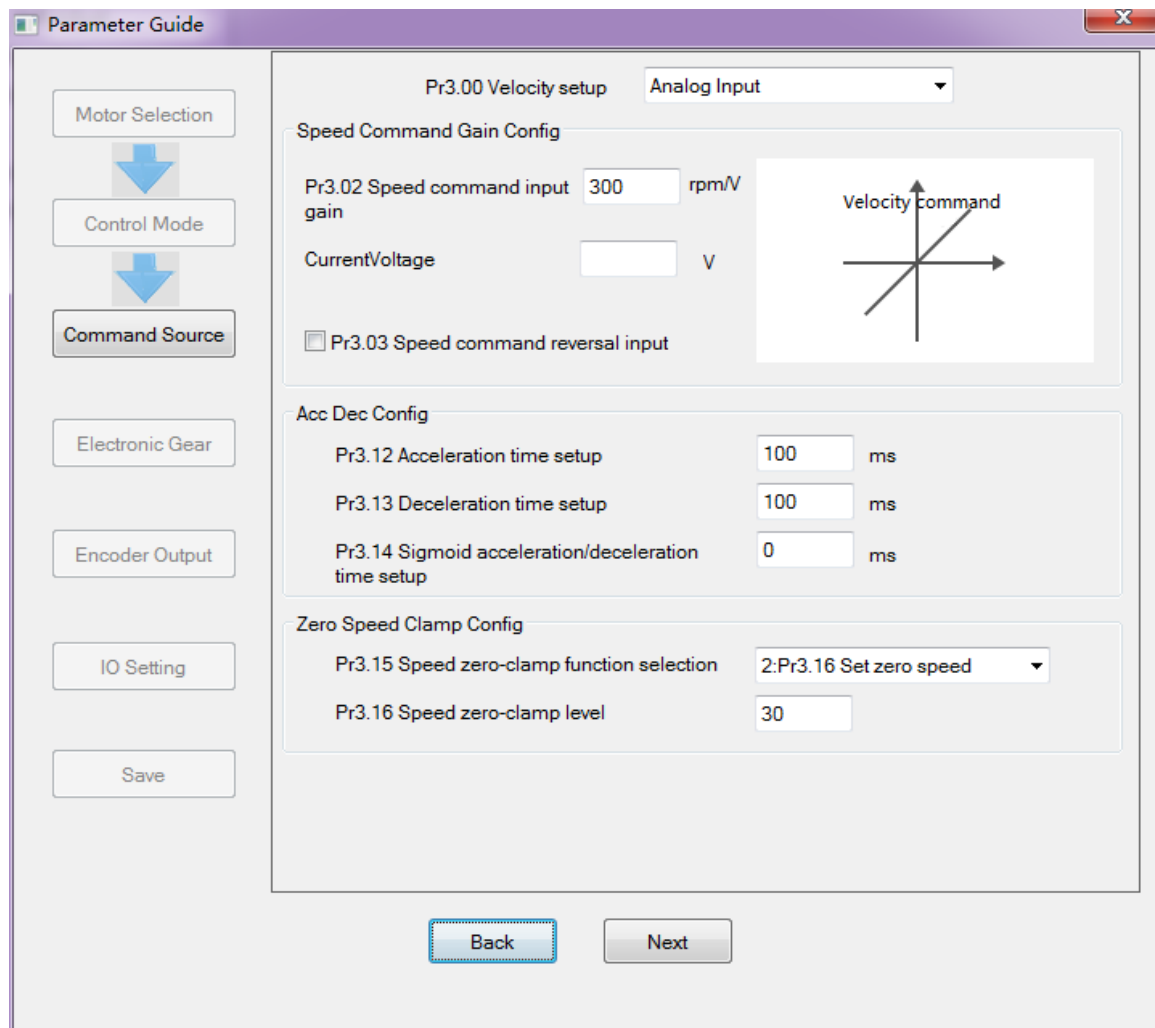 Parameter Guide
X
Motor Selection
Control Mode
Command Source
Electronic Gear
Encoder Output
IO Setting
Save
Pr3.00 Velocity setup Analog Input
Speed Command Gain Config
Pr3.02 Speed command input 300 rpm/V
gain
CurrentVoltage V
Pr3.03 Speed command reversal input
Velocity command
Acc Dec Config
Pr3.12 Acceleration time setup 100 ms
Pr3.13 Deceleration time setup 100 ms
Pr3.14 Sigmoid acceleration/deceleration 0 ms
time setup
Zero Speed Clamp Config
Pr3.15 Speed zero-clamp function selection 2:Pr3.16 Set zero speed
Pr3.16 Speed zero-clamp level 30
Back Next